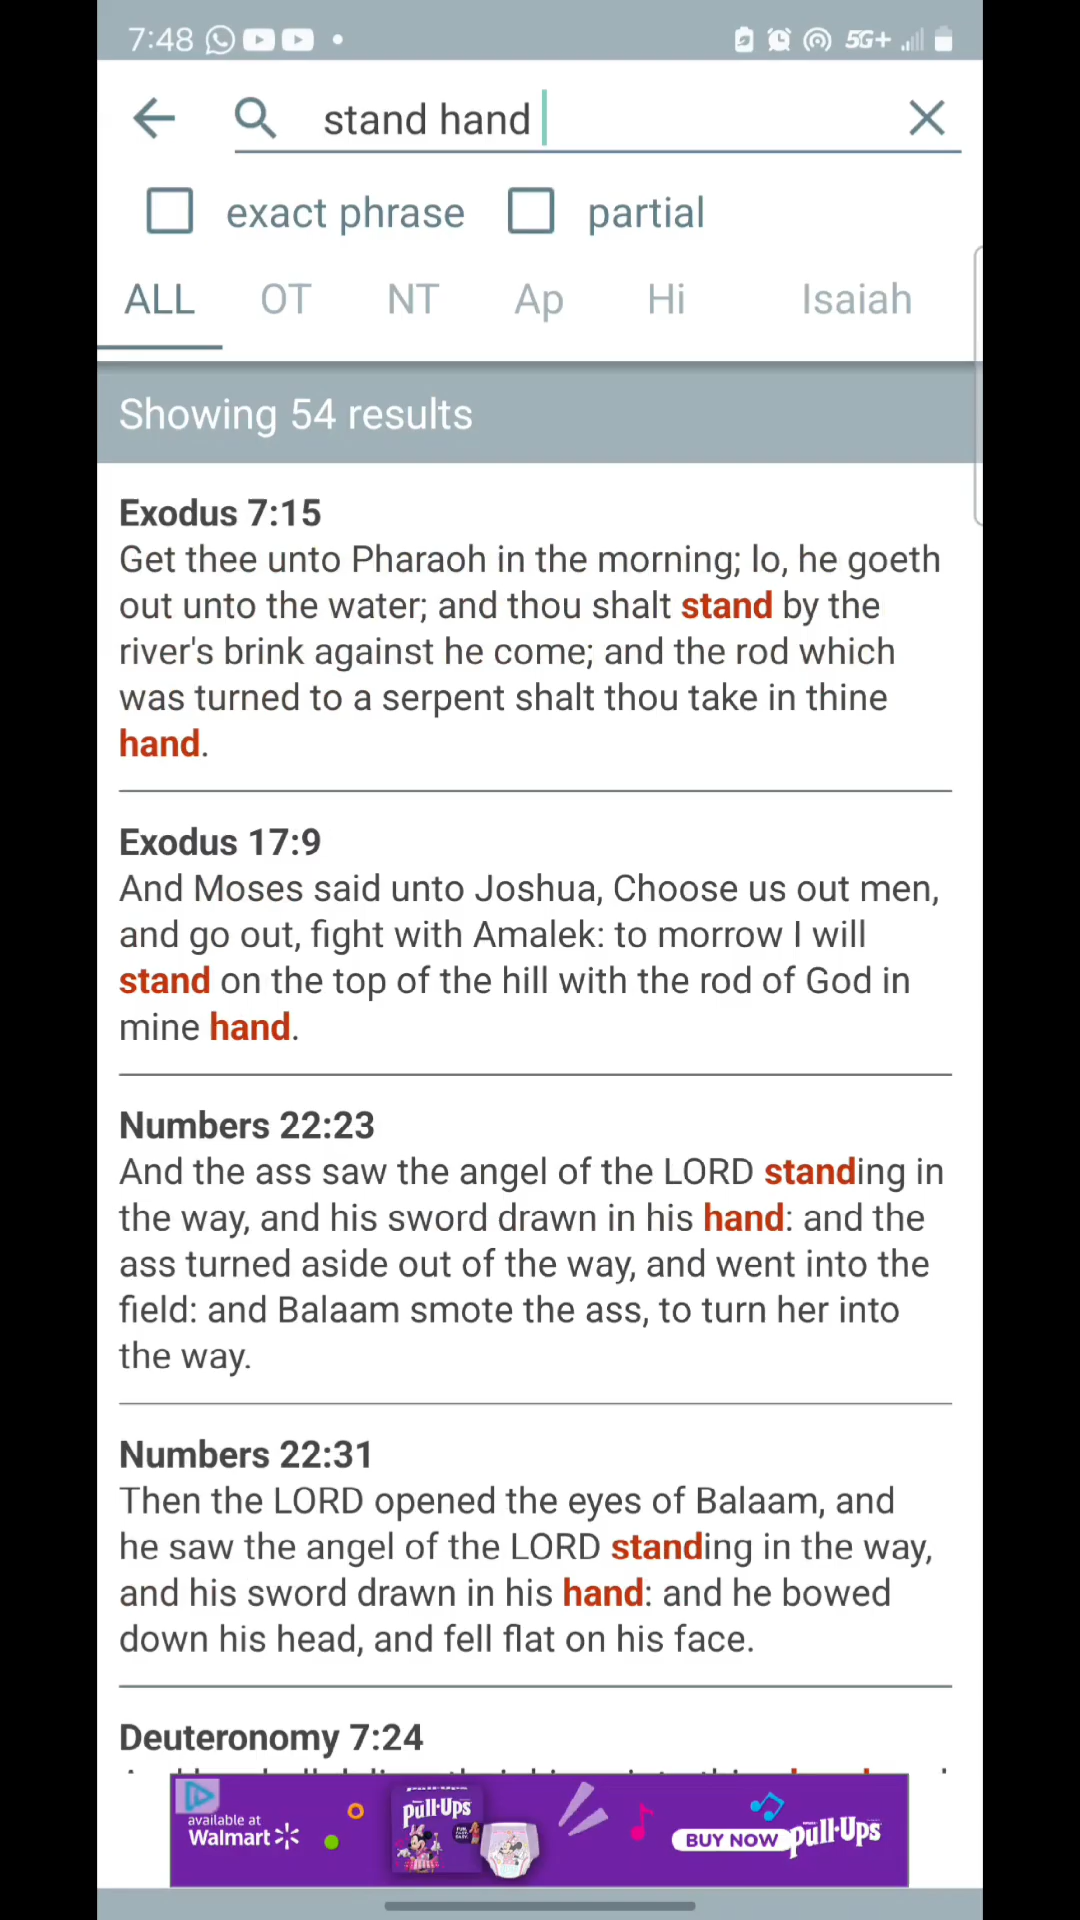 7:48 5G+
stand hand
exact phrase partial
ALL OT NT Ap Hi Isaiah
Showing 54 results
Exodus 7:15
Get thee unto Pharaoh in the morning; lo, he goeth
out unto the water; and thou shalt stand by the
river's brink against he come; and the rod which
was turned to a serpent shalt thou take in thine
hand.
Exodus 17:9
And Moses said unto Joshua, Choose us out men,
and go out, fight with Amalek: to morrow I will
stand on the top of the hill with the rod of God in
mine hand.
Numbers 22:23
And the ass saw the angel of the LORD standing in
the way, and his sword drawn in his hand: and the
ass turned aside out of the way, and went into the
field: and Balaam smote the ass, to turn her into
the way.
Numbers 22:31
Then the LORD opened the eyes of Balaam, and
he saw the angel of the LORD standing in the way,
and his sword drawn in his hand: and he bowed
down his head, and fell flat on his face.
Deuteronomy 7:24
available at
Walmart
Pull-Ups
BUY NOW
Pull-Ups